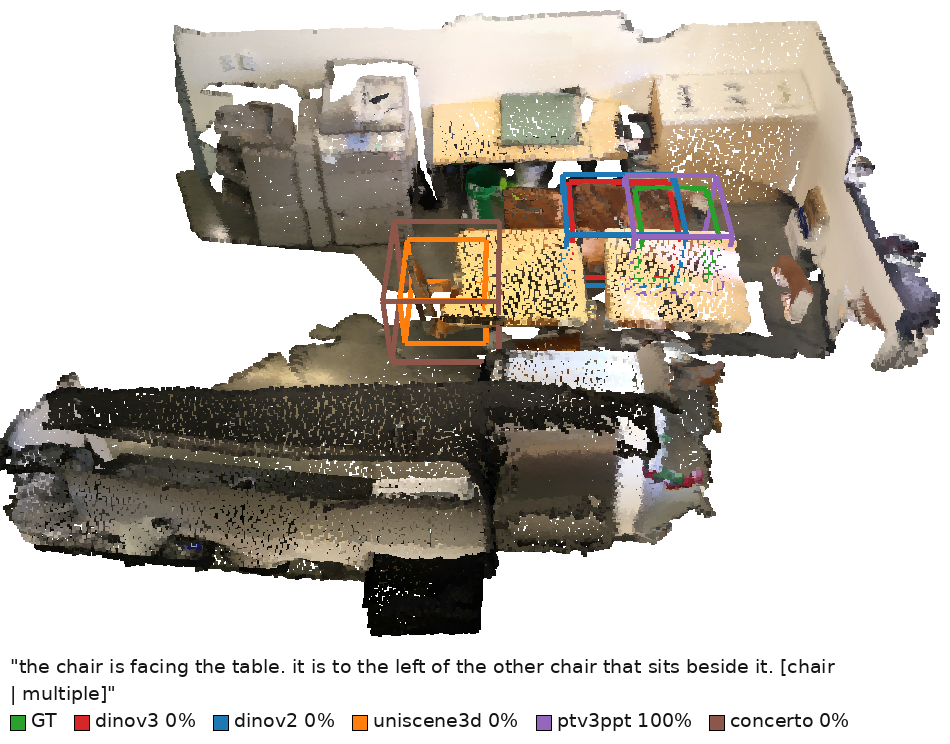 "the chair is facing the table. it is to the left of the other chair that sits beside it. [chair
| multiple]"
GT dinov3 0% dinov2 0% uniscene3d 0% ptv3ppt 100% concerto 0%